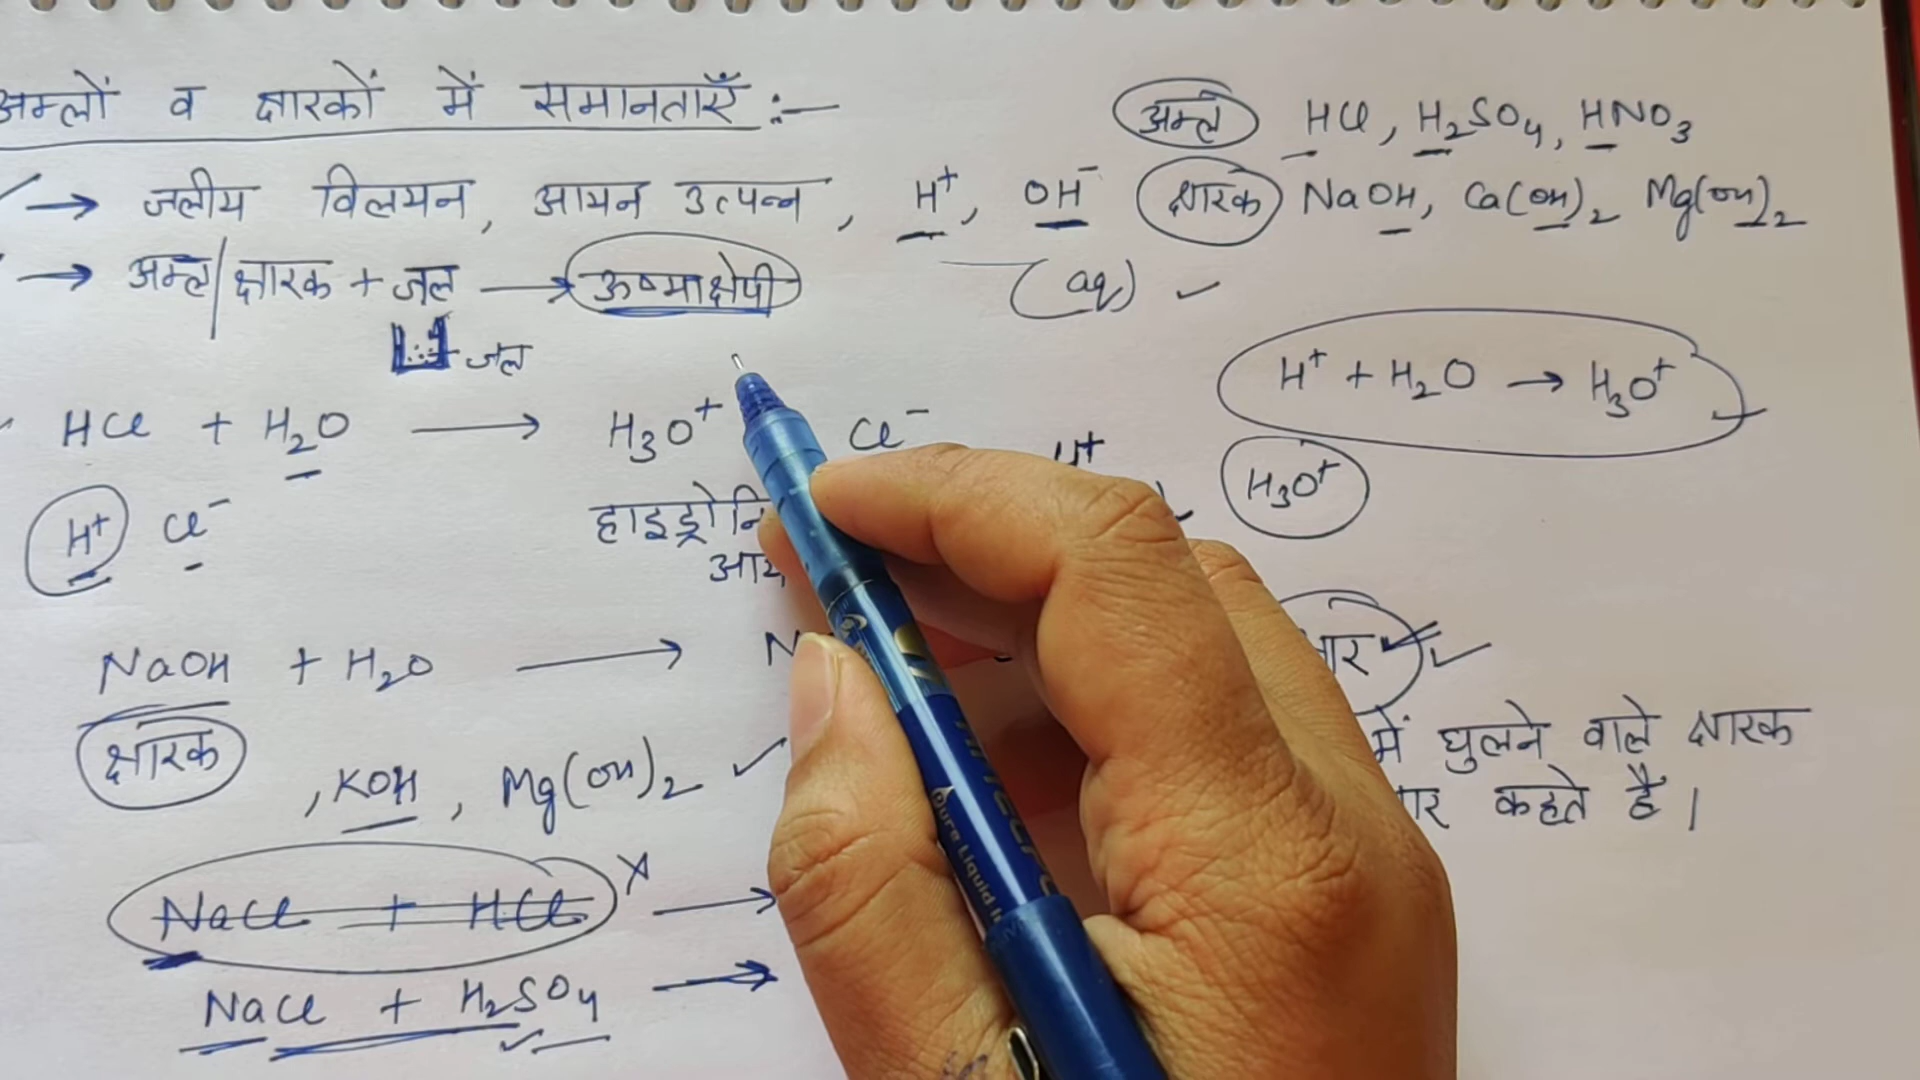 अम्लों व क्षारकों में समानताएँ :—
→ जलीय विलयन, आयन उत्पन्न, H⁺, OH⁻
→ अम्ल/क्षारक + जल → ऊष्माक्षेपी
जल
HCl + H₂O → H₃O⁺ Cl⁻
H⁺ Cl⁻
NaOH + H₂O →
क्षारक
, KOH, Mg(OH)₂ ✓
NaCl + HCl × →
NaCl + H₂SO₄ →
अम्ल HCl, H₂SO₄, HNO₃
क्षारक NaOH, Ca(OH)₂ Mg(OH)₂
(aq) ✓
H⁺ + H₂O → H₃O⁺
H₃O⁺
में घुलने वाले क्षारक
कहते है।
Pure Liquid